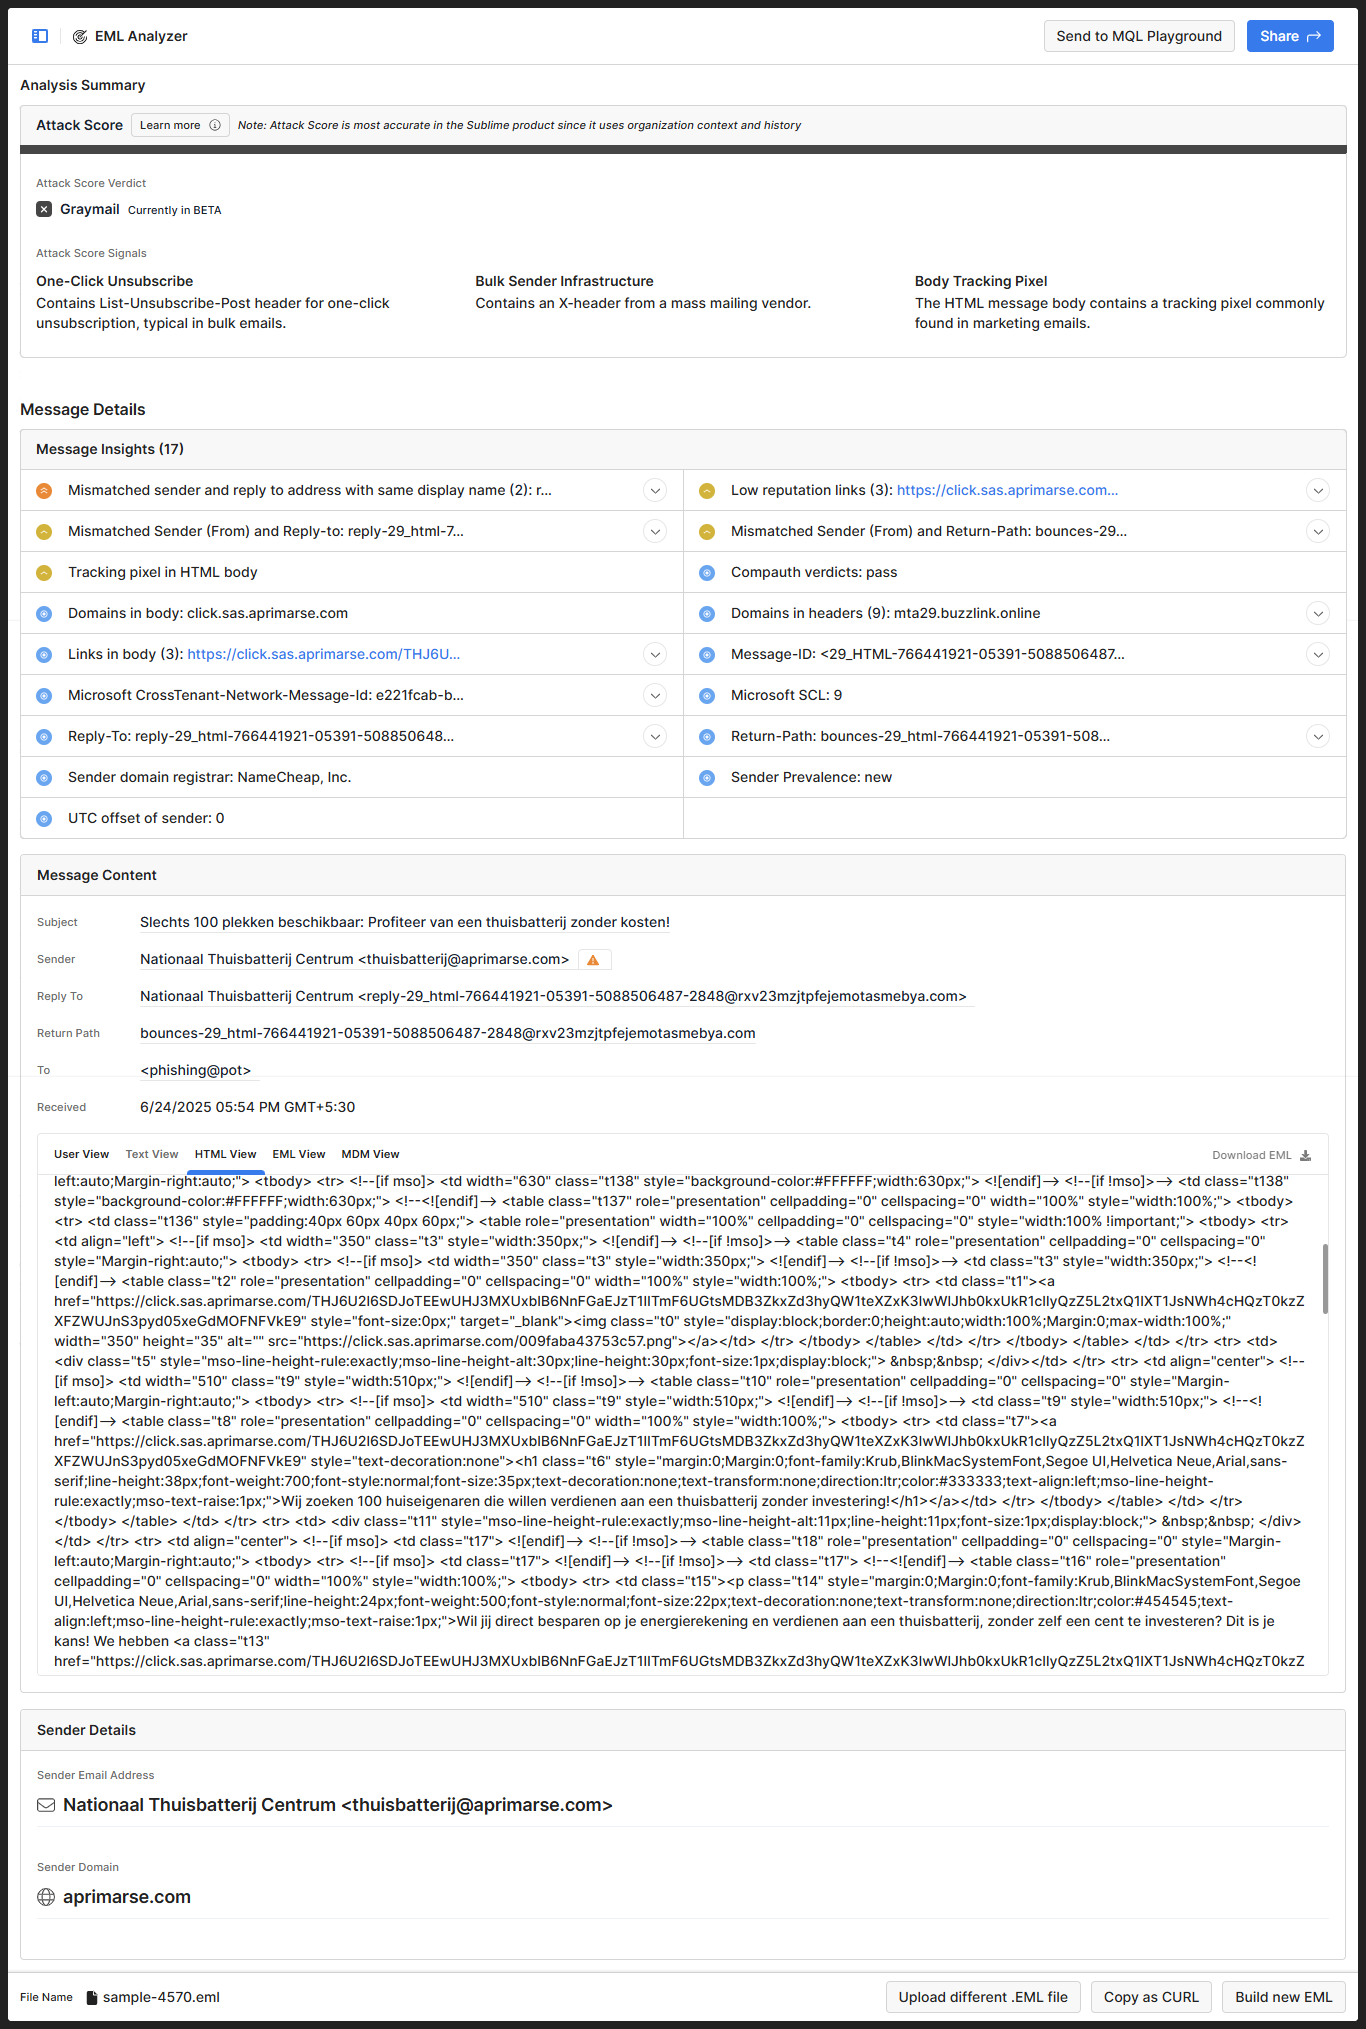 EML Analyzer
Send to MQL Playground
Share
Analysis Summary
Attack Score
Learn more
Note: Attack Score is most accurate in the Sublime product since it uses organization context and history
Attack Score Verdict
Graymail Currently in BETA
Attack Score Signals
One-Click Unsubscribe
Contains List-Unsubscribe-Post header for one-click
unsubscription, typical in bulk emails.
Bulk Sender Infrastructure
Contains an X-header from a mass mailing vendor.
Body Tracking Pixel
The HTML message body contains a tracking pixel commonly
found in marketing emails.
Message Details
Message Insights (17)
Mismatched sender and reply to address with same display name (2): r...
Low reputation links (3): https://click.sas.aprimarse.com...
Mismatched Sender (From) and Reply-to: reply-29_html-7...
Mismatched Sender (From) and Return-Path: bounces-29...
Tracking pixel in HTML body
Compauth verdicts: pass
Domains in body: click.sas.aprimarse.com
Domains in headers (9): mta29.buzzlink.online
Links in body (3): https://click.sas.aprimarse.com/THJ6U...
Message-ID: <29_HTML-766441921-05391-5088506487...
Microsoft CrossTenant-Network-Message-Id: e221fcab-b...
Microsoft SCL: 9
Reply-To: reply-29_html-766441921-05391-508850648...
Return-Path: bounces-29_html-766441921-05391-508...
Sender domain registrar: NameCheap, Inc.
Sender Prevalence: new
UTC offset of sender: 0
Message Content
Subject
Slechts 100 plekken beschikbaar: Profiteer van een thuisbatterij zonder kosten!
Sender
Nationaal Thuisbatterij Centrum <thuisbatterij@aprimarse.com>
Reply To
Nationaal Thuisbatterij Centrum <reply-29_html-766441921-05391-5088506487-2848@rxv23mzjtpfejemotasmebya.com>
Return Path
bounces-29_html-766441921-05391-5088506487-2848@rxv23mzjtpfejemotasmebya.com
To
<phishing@pot>
Received
6/24/2025 05:54 PM GMT+5:30
User View Text View HTML View EML View MDM View
Download EML
left:auto;Margin-right:auto;"> <tbody> <tr> <!--[if mso]> <td width="630" class="t138" style="background-color:#FFFFFF;width:630px;"> <![endif]--> <!--[if !mso]>--> <td class="t138"
style="background-color:#FFFFFF;width:630px;"> <!--<![endif]--> <table class="t137" role="presentation" cellpadding="0" cellspacing="0" width="100%" style="width:100%;"> <tbody>
<tr> <td class="t136" style="padding:40px 60px 40px 60px;"> <table role="presentation" width="100%" cellpadding="0" cellspacing="0" style="width:100% !important;"> <tbody> <tr>
<td align="left"> <!--[if mso]> <td width="350" class="t3" style="width:350px;"> <![endif]--> <!--[if !mso]>--> <table class="t4" role="presentation" cellpadding="0" cellspacing="0"
style="Margin-right:auto;"> <tbody> <tr> <!--[if mso]> <td width="350" class="t3" style="width:350px;"> <![endif]--> <!--[if !mso]>--> <td class="t3" style="width:350px;"> <!--<!
[endif]--> <table class="t2" role="presentation" cellpadding="0" cellspacing="0" width="100%" style="width:100%;"> <tbody> <tr> <td class="t1"><a
href="https://click.sas.aprimarse.com/THJ6U2I6SDJoTEEwUHJ3MXUxblB6NnFGaEJzT1lITmF6UGtsMDB3ZkxZd3hyQW1teXZxK3IwWlJhb0kxUkR1cllyQzZ5L2txQ1lXT1JsNWh4cHQzT0kzZ
XFZWUJnS3pyd05xeGdMOFNFVkE9" style="font-size:0px;" target="_blank"><img class="t0" style="display:block;border:0;height:auto;width:100%;Margin:0;max-width:100%;"
width="350" height="35" alt="" src="https://click.sas.aprimarse.com/009faba43753c57.png"></a></td> </tr> </tbody> </table> </td> </tr> </tbody> </table> </td> </tr> <tr> <td>
<div class="t5" style="mso-line-height-rule:exactly;mso-line-height-alt:30px;line-height:30px;font-size:1px;display:block;"> &nbsp;&nbsp; </div></td> </tr> <tr> <td align="center"> <!--
[if mso]> <td width="510" class="t9" style="width:510px;"> <![endif]--> <!--[if !mso]>--> <table class="t10" role="presentation" cellpadding="0" cellspacing="0" style="Margin-
left:auto;Margin-right:auto;"> <tbody> <tr> <!--[if mso]> <td width="510" class="t9" style="width:510px;"> <![endif]--> <!--[if !mso]>--> <td class="t9" style="width:510px;"> <!--<!
[endif]--> <table class="t8" role="presentation" cellpadding="0" cellspacing="0" width="100%" style="width:100%;"> <tbody> <tr> <td class="t7"><a
href="https://click.sas.aprimarse.com/THJ6U2I6SDJoTEEwUHJ3MXUxblB6NnFGaEJzT1lITmF6UGtsMDB3ZkxZd3hyQW1teXZxK3IwWlJhb0kxUkR1cllyQzZ5L2txQ1lXT1JsNWh4cHQzT0kzZ
XFZWUJnS3pyd05xeGdMOFNFVkE9" style="text-decoration:none"><h1 class="t6" style="margin:0;Margin:0;font-family:Krub,BlinkMacSystemFont,Segoe UI,Helvetica Neue,Arial,sans-
serif;line-height:38px;font-weight:700;font-style:normal;font-size:35px;text-decoration:none;text-transform:none;direction:ltr;color:#333333;text-align:left;mso-line-height-
rule:exactly;mso-text-raise:1px;">Wij zoeken 100 huiseigenaren die willen verdienen aan een thuisbatterij zonder investering!</h1></a></td> </tr> </tbody> </table> </td> </tr>
</tbody> </table> </td> </tr> <tr> <td> <div class="t11" style="mso-line-height-rule:exactly;mso-line-height-alt:11px;line-height:11px;font-size:1px;display:block;"> &nbsp;&nbsp; </div>
</td> </tr> <tr> <td align="center"> <!--[if mso]> <td class="t17"> <![endif]--> <!--[if !mso]>--> <table class="t18" role="presentation" cellpadding="0" cellspacing="0" style="Margin-
left:auto;Margin-right:auto;"> <tbody> <tr> <!--[if mso]> <td class="t17"> <![endif]--> <!--[if !mso]>--> <td class="t17"> <!--<![endif]--> <table class="t16" role="presentation"
cellpadding="0" cellspacing="0" width="100%" style="width:100%;"> <tbody> <tr> <td class="t15"><p class="t14" style="margin:0;Margin:0;font-family:Krub,BlinkMacSystemFont,Segoe
UI,Helvetica Neue,Arial,sans-serif;line-height:24px;font-weight:500;font-style:normal;font-size:22px;text-decoration:none;text-transform:none;direction:ltr;color:#454545;text-
align:left;mso-line-height-rule:exactly;mso-text-raise:1px;">Wil jij direct besparen op je energierekening en verdienen aan een thuisbatterij, zonder zelf een cent te investeren? Dit is je
kans! We hebben <a class="t13"
href="https://click.sas.aprimarse.com/THJ6U2I6SDJoTEEwUHJ3MXUxblB6NnFGaEJzT1lITmF6UGtsMDB3ZkxZd3hyQW1teXZxK3IwWlJhb0kxUkR1cllyQzZ5L2txQ1lXT1JsNWh4cHQzT0kzZ
Sender Details
Sender Email Address
Nationaal Thuisbatterij Centrum <thuisbatterij@aprimarse.com>
Sender Domain
aprimarse.com
File Name sample-4570.eml
Upload different .EML file
Copy as CURL
Build new EML